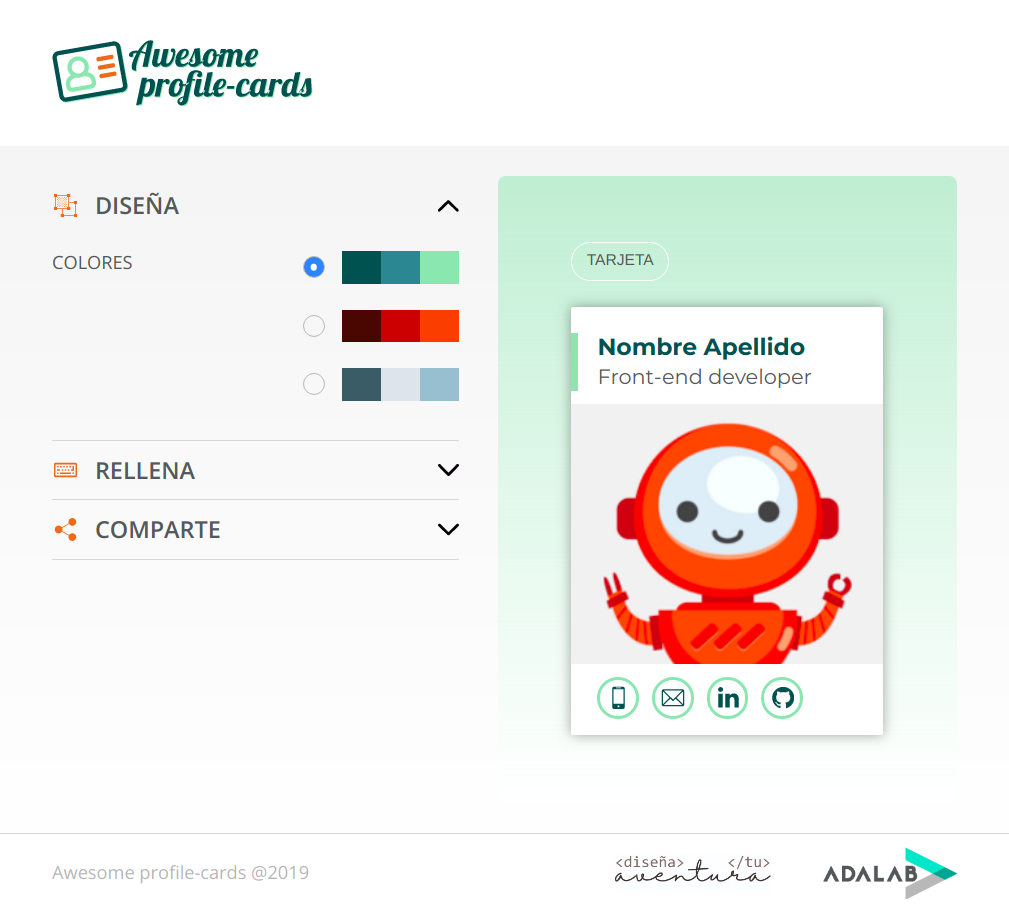 Awesome
profile-cards
DISEÑA
COLORES
RELLENA
COMPARTE
TARJETA
Nombre Apellido
Front-end developer
in
Awesome profile-cards @2019
<diseña> </tu>
aventura
ADALAB